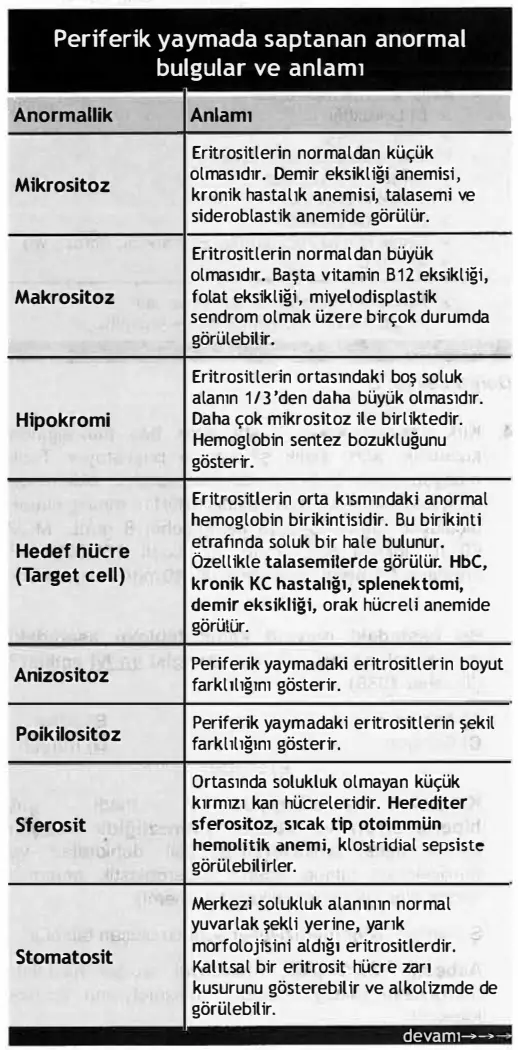 Periferik yaymada saptanan anormal
bulgular ve anlamı
Anormallik
Anlamı
Mikrositoz
Eritrositlerin normaldan küçük
olmasıdır. Demir eksikliği anemisi,
kronik hastalık anemisi, talasemi ve
sideroblastik anemide görülür.
Makrositoz
Eritrositlerin normaldan büyük
olmasıdır. Başta vitamin B12 eksikliği,
folat eksikliği, miyelodisplastik
sendrom olmak üzere birçok durumda
görülebilir.
Hipokromi
Eritrositlerin ortasındaki boş soluk
alanın 1/3'den daha büyük olmasıdır.
Daha çok mikrositoz ile birliktedir.
Hemoglobin sentez bozukluğunu
gösterir.
Hedef hücre
(Target cell)
Eritrositlerin orta kısmındaki anormal
hemoglobin birikintisidir. Bu birikinti
etrafında soluk bir hale bulunur.
Özellikle talasemilerde görülür. HbC,
kronik KC hastalığı, splenektomi,
demir eksikliği, orak hücreli anemide
görülür.
Anizositoz
Periferik yaymadaki eritrositlerin boyut
farklılığını gösterir.
Poikilositoz
Periferik yaymadaki eritrositlerin şekil
farklılığını gösterir.
Sferosit
Ortasında solukluk olmayan küçük
kırmızı kan hücreleridir. Herediter
sferositoz, sıcak tip otoimmün
hemolitik anemi, klostridial sepsiste
görülebilirler.
Stomatosit
Merkezi solukluk alanının normal
yuvarlak şekli yerine, yarık
morfolojisini aldığı eritrositlerdir.
Kalıtsal bir eritrosit hücre zarı
kusurunu gösterebilir ve alkolizmde de
görülebilir.
devamı→→→